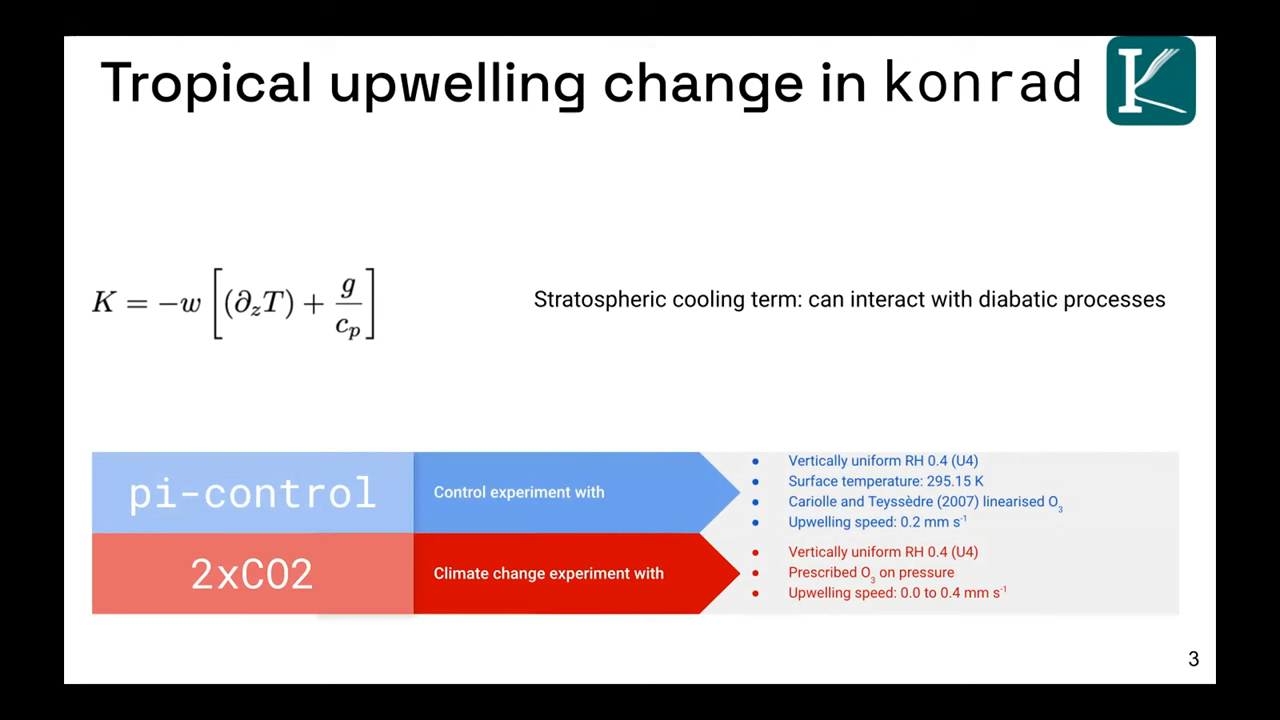 Tropical upwelling change in konrad
K = -w [(∂zT) + g/cp]
Stratospheric cooling term: can interact with diabatic processes
pi-control
Control experiment with
• Vertically uniform RH 0.4 (U4)
• Surface temperature: 295.15 K
• Cariolle and Teyssèdre (2007) linearised O3
• Upwelling speed: 0.2 mm s-1
2xCO2
Climate change experiment with
• Vertically uniform RH 0.4 (U4)
• Prescribed O3 on pressure
• Upwelling speed: 0.0 to 0.4 mm s-1
3